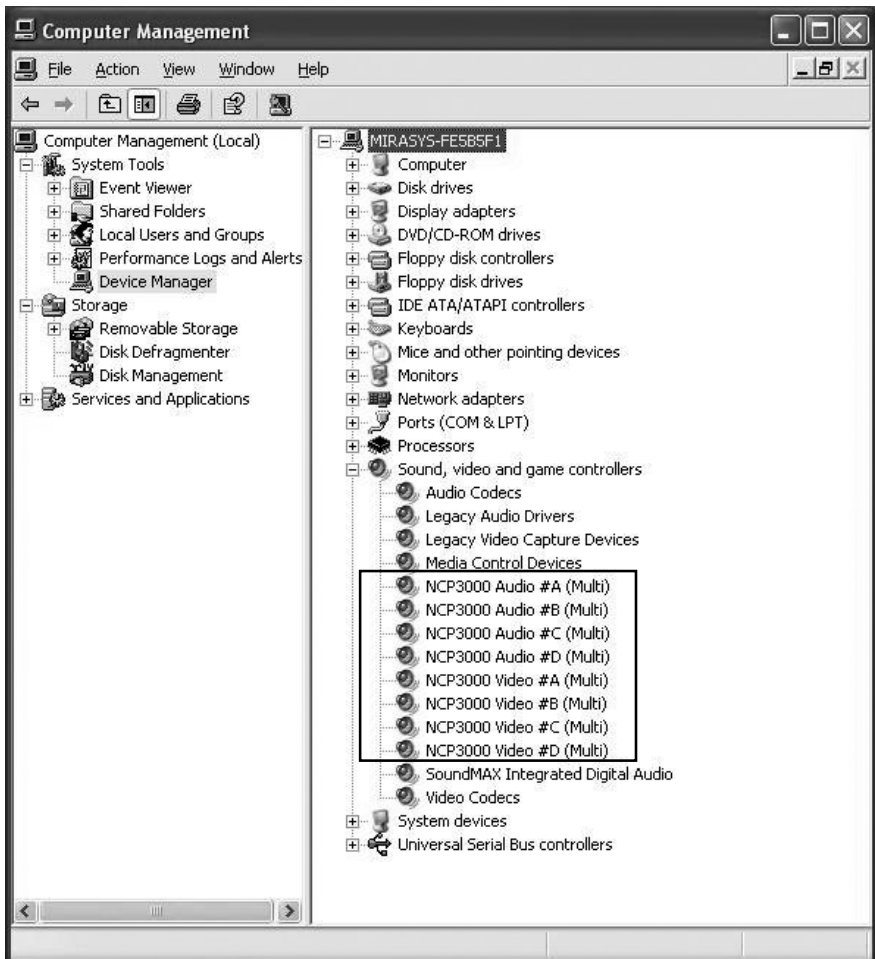 Computer Management
File Action View Window Help
Computer Management (Local)
System Tools
Event Viewer
Shared Folders
Local Users and Groups
Performance Logs and Alerts
Device Manager
Storage
Removable Storage
Disk Defragmenter
Disk Management
Services and Applications
MIRASYS-FE5B5F1
Computer
Disk drives
Display adapters
DVD/CD-ROM drives
Floppy disk controllers
Floppy disk drives
IDE ATA/ATAPI controllers
Keyboards
Mice and other pointing devices
Monitors
Network adapters
Ports (COM & LPT)
Processors
Sound, video and game controllers
Audio Codecs
Legacy Audio Drivers
Legacy Video Capture Devices
Media Control Devices
NCP3000 Audio #A (Multi)
NCP3000 Audio #B (Multi)
NCP3000 Audio #C (Multi)
NCP3000 Audio #D (Multi)
NCP3000 Video #A (Multi)
NCP3000 Video #B (Multi)
NCP3000 Video #C (Multi)
NCP3000 Video #D (Multi)
SoundMAX Integrated Digital Audio
Video Codecs
System devices
Universal Serial Bus controllers